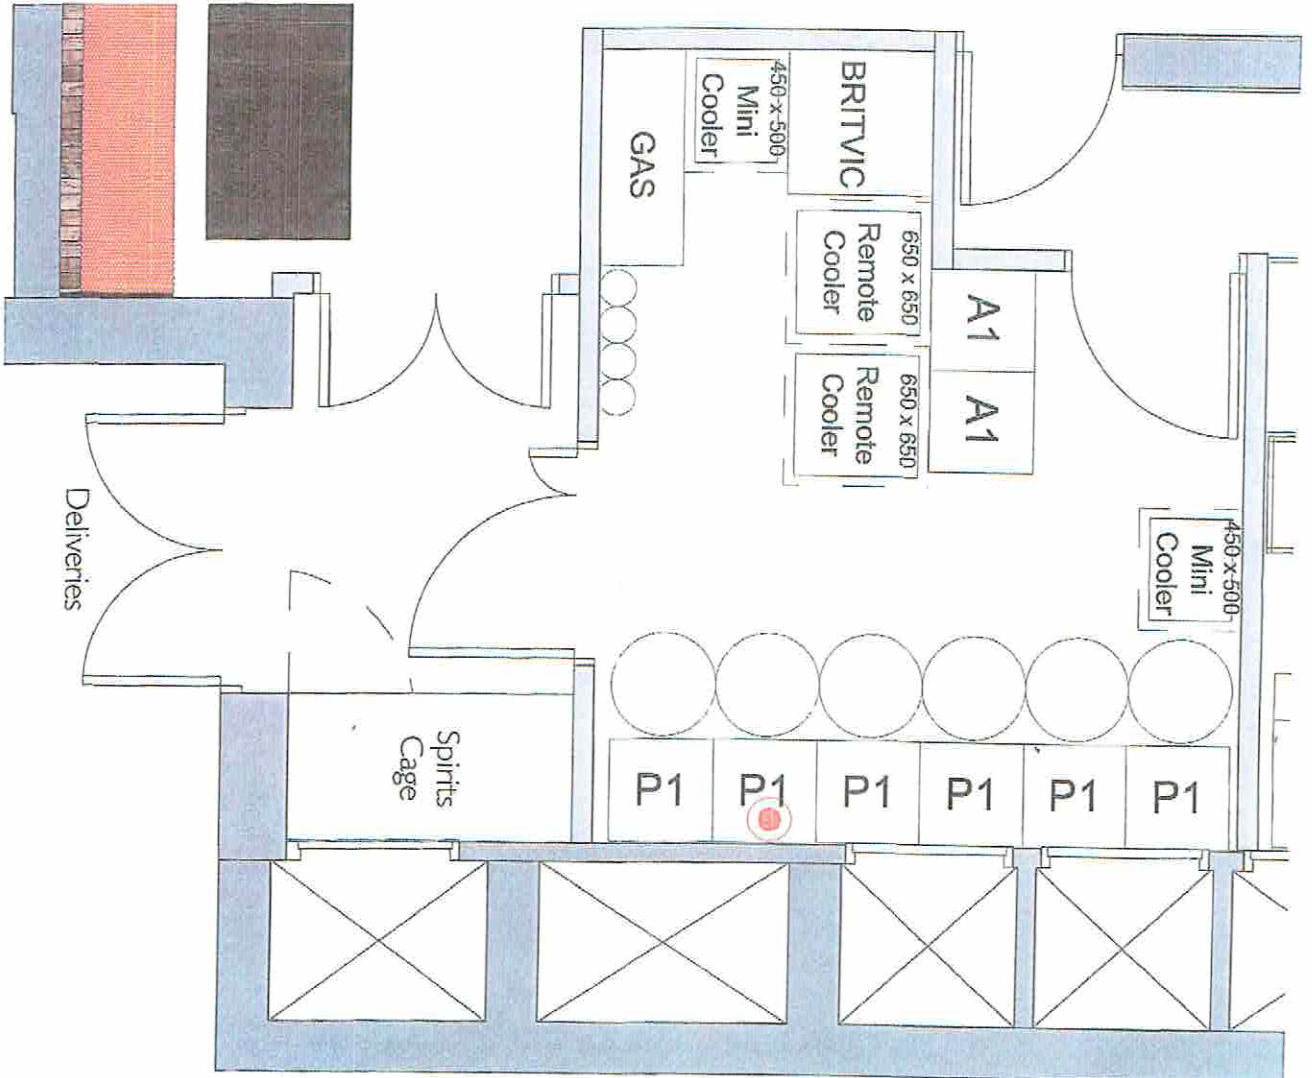 450 x 500
Mini
Cooler
BRITVIC
GAS
650 x 650
Remote
Cooler
A1
650 x 650
Remote
Cooler
A1
450 x 500
Mini
Cooler
Deliveries
Spirits
Cage
P1
P1
P1
P1
P1
P1